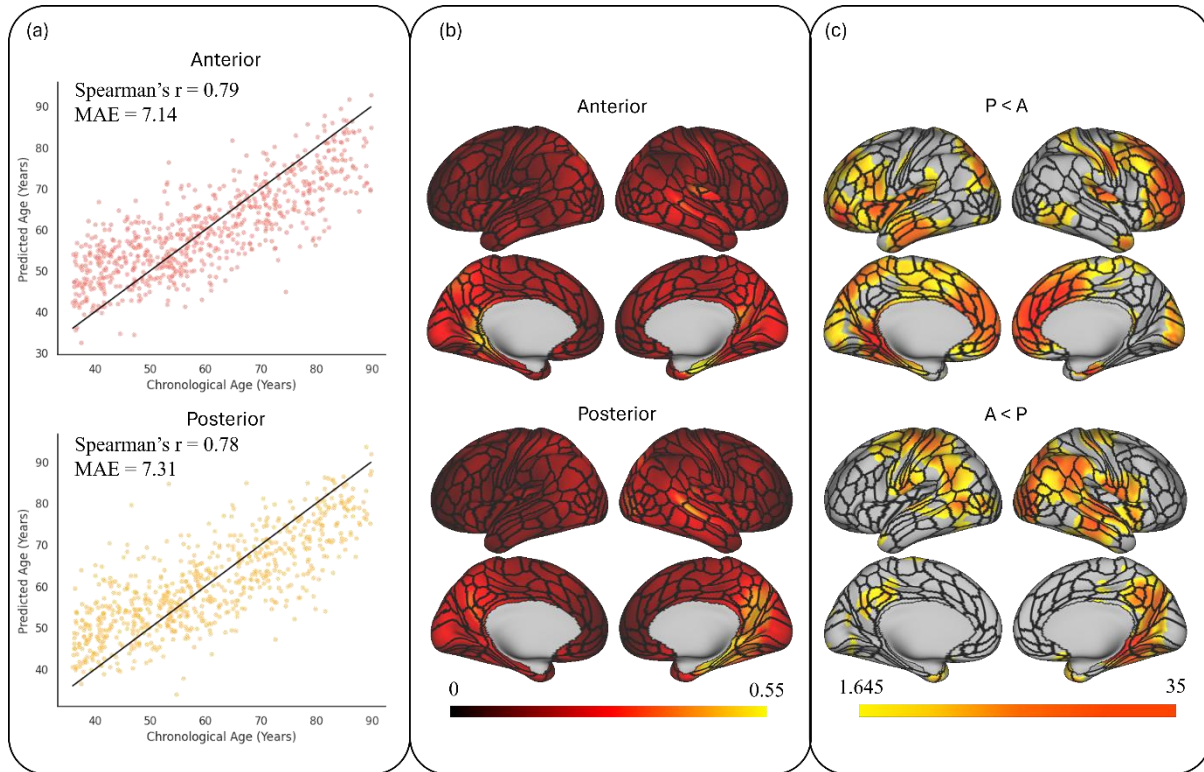 (a)
Anterior
Spearman's r = 0.79
MAE = 7.14
90
80
70
60
50
40
30
Predicted Age (Years)
40 50 60 70 80 90
Chronological Age (Years)
Posterior
Spearman's r = 0.78
MAE = 7.31
90
80
70
60
50
40
Predicted Age (Years)
40 50 60 70 80 90
Chronological Age (Years)
(b)
Anterior
Posterior
0 0.55
(c)
P < A
A < P
1.645 35